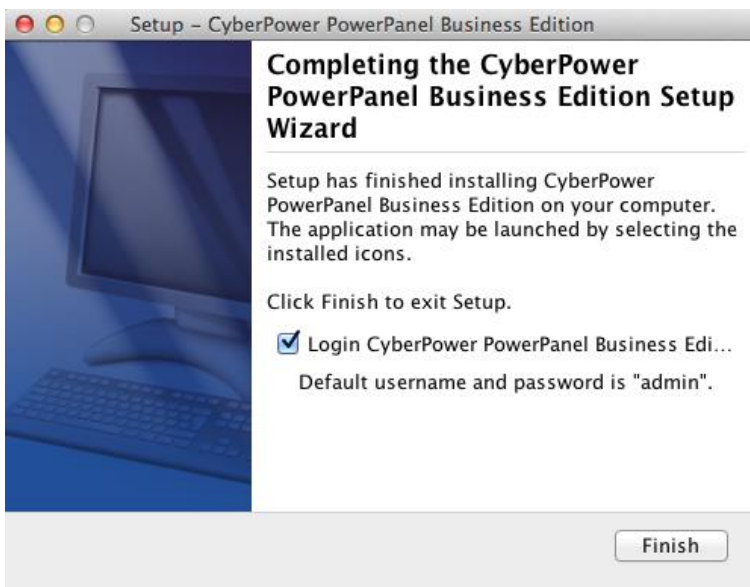 Setup – CyberPower PowerPanel Business Edition
Completing the CyberPower
PowerPanel Business Edition Setup
Wizard
Setup has finished installing CyberPower
PowerPanel Business Edition on your computer.
The application may be launched by selecting the
installed icons.
Click Finish to exit Setup.
Login CyberPower PowerPanel Business Edi...
Default username and password is "admin".
Finish